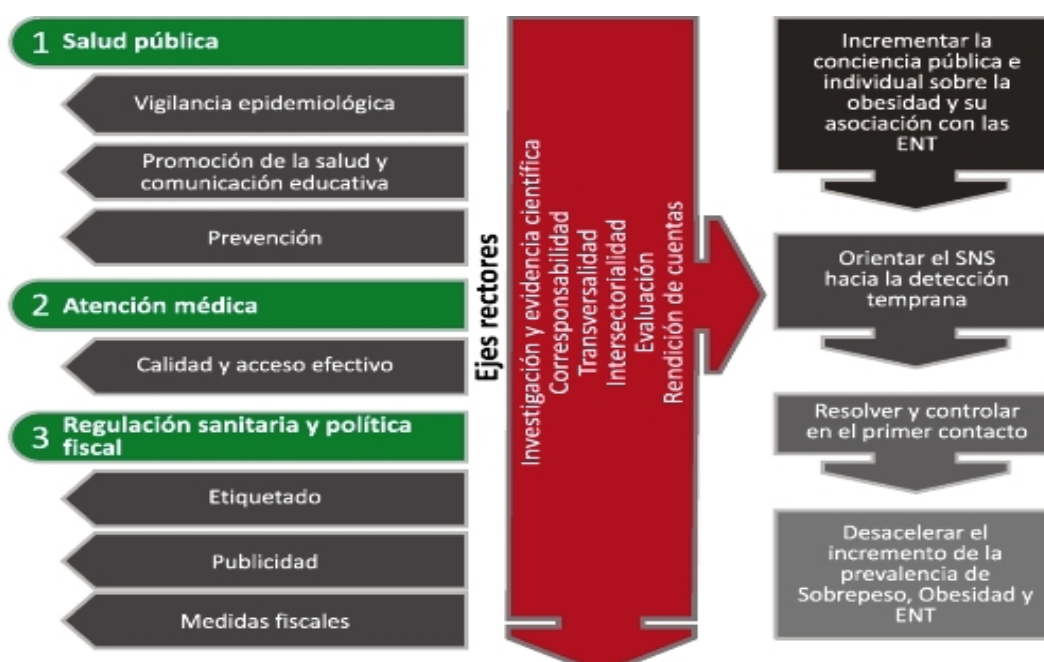 1 Salud pública
Vigilancia epidemiológica
Promoción de la salud y
comunicación educativa
Prevención
2 Atención médica
Calidad y acceso efectivo
3 Regulación sanitaria y política
fiscal
Etiquetado
Publicidad
Medidas fiscales
Ejes rectores
Investigación y evidencia científica
Corresponsabilidad
Transversalidad
Intersectorialidad
Evaluación
Rendición de cuentas
Incrementar la
conciencia pública e
individual sobre la
obesidad y su
asociación con las
ENT
Orientar el SNS
hacia la detección
temprana
Resolver y controlar
en el primer contacto
Desacelerar el
incremento de la
prevalencia de
Sobrepeso, Obesidad y
ENT